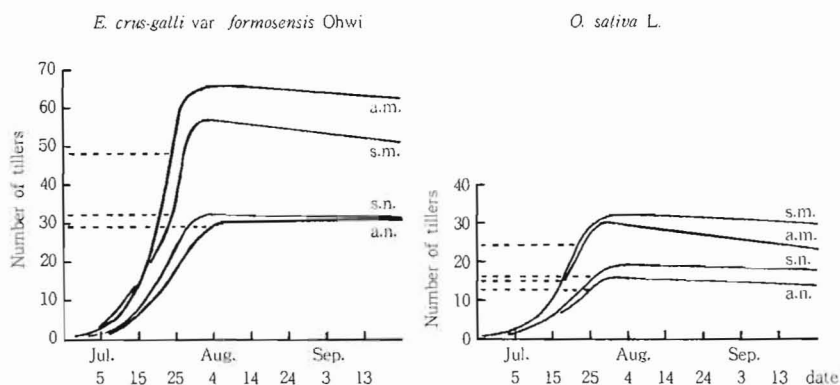 E. crus-galli var formosensis Ohwi
O. sativa L.
Number of tillers
70
60
50
40
30
20
10
0
a.m.
s.m.
s.n.
a.n.
Jul. Aug. Sep.
5 15 25 4 14 24 3 13
Number of tillers
40
30
20
10
0
s.m.
a.m.
s.n.
a.n.
Jul. Aug. Sep.
5 15 25 4 14 24 3 13 date